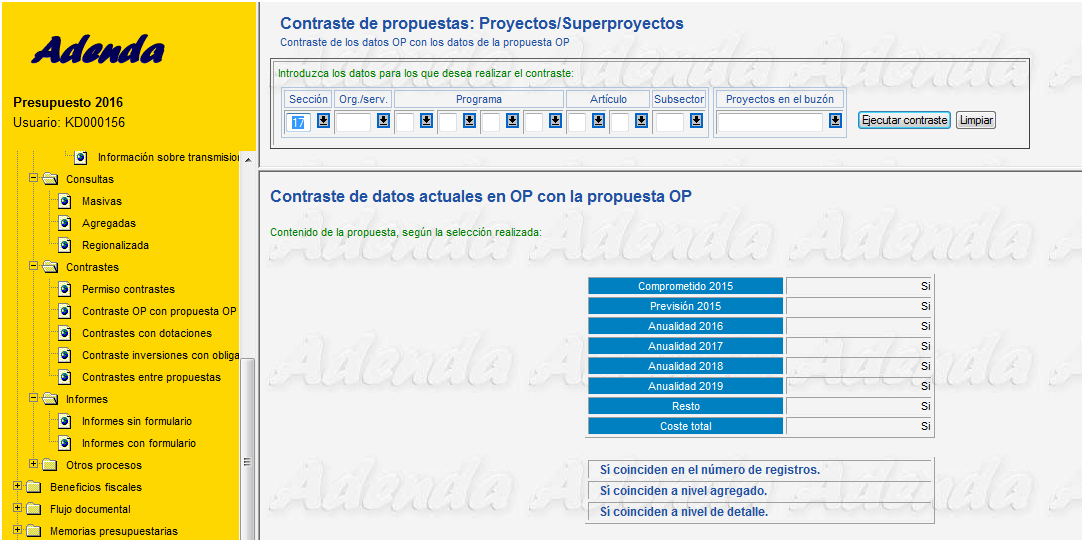 Adenda
Presupuesto 2016
Usuario: KD000156
Información sobre transmision
Consultas
Masivas
Agregadas
Regionalizada
Contrastes
Permiso contrastes
Contraste OP con propuesta OP
Contrastes con dotaciones
Contraste inversiones con obliga
Contrastes entre propuestas
Informes
Informes sin formulario
Informes con formulario
Otros procesos
Beneficios fiscales
Flujo documental
Memorias presupuestarias
Contraste de propuestas: Proyectos/Superproyectos
Contraste de los datos OP con los datos de la propuesta OP
Introduzca los datos para los que desea realizar el contraste:
Sección Org./serv. Programa Artículo Subsector Proyectos en el buzón
17 Ejecutar contraste Limpiar
Contraste de datos actuales en OP con la propuesta OP
Contenido de la propuesta, según la selección realizada:
Comprometido 2015 Si
Previsión 2015 Si
Anualidad 2016 Si
Anualidad 2017 Si
Anualidad 2018 Si
Anualidad 2019 Si
Resto Si
Coste total Si
Sí coinciden en el número de registros.
Sí coinciden a nivel agregado.
Sí coinciden a nivel de detalle.